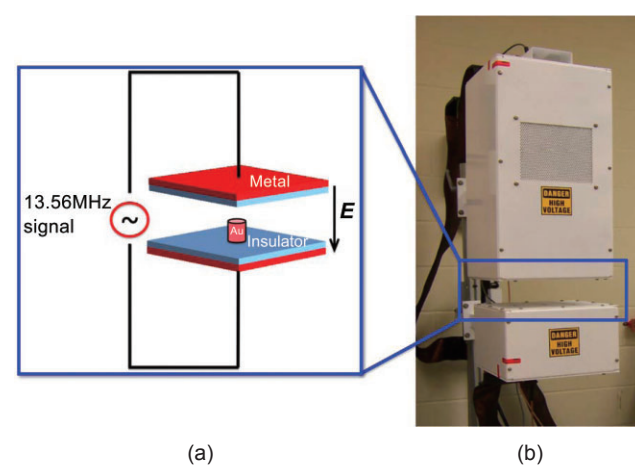 13.56MHz
signal
~
Metal
E
Au
Insulator
DANGER
HIGH
VOLTAGE
DANGER
HIGH
VOLTAGE
(a)
(b)